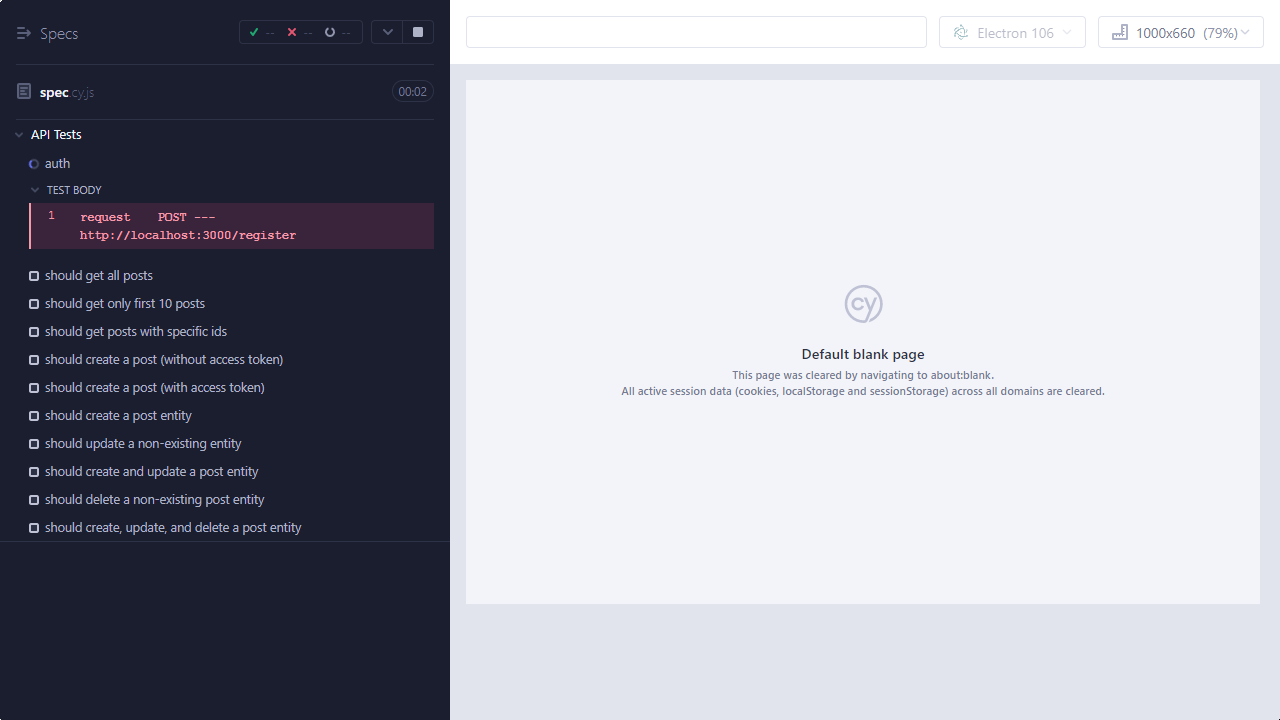 Specs
-- -- --
spec.cy.js
00:02
API Tests
auth
TEST BODY
1 request POST ---
http://localhost:3000/register
should get all posts
should get only first 10 posts
should get posts with specific ids
should create a post (without access token)
should create a post (with access token)
should create a post entity
should update a non-existing entity
should create and update a post entity
should delete a non-existing post entity
should create, update, and delete a post entity
Electron 106
1000x660 (79%)
cy
Default blank page
This page was cleared by navigating to about:blank.
All active session data (cookies, localStorage and sessionStorage) across all domains are cleared.